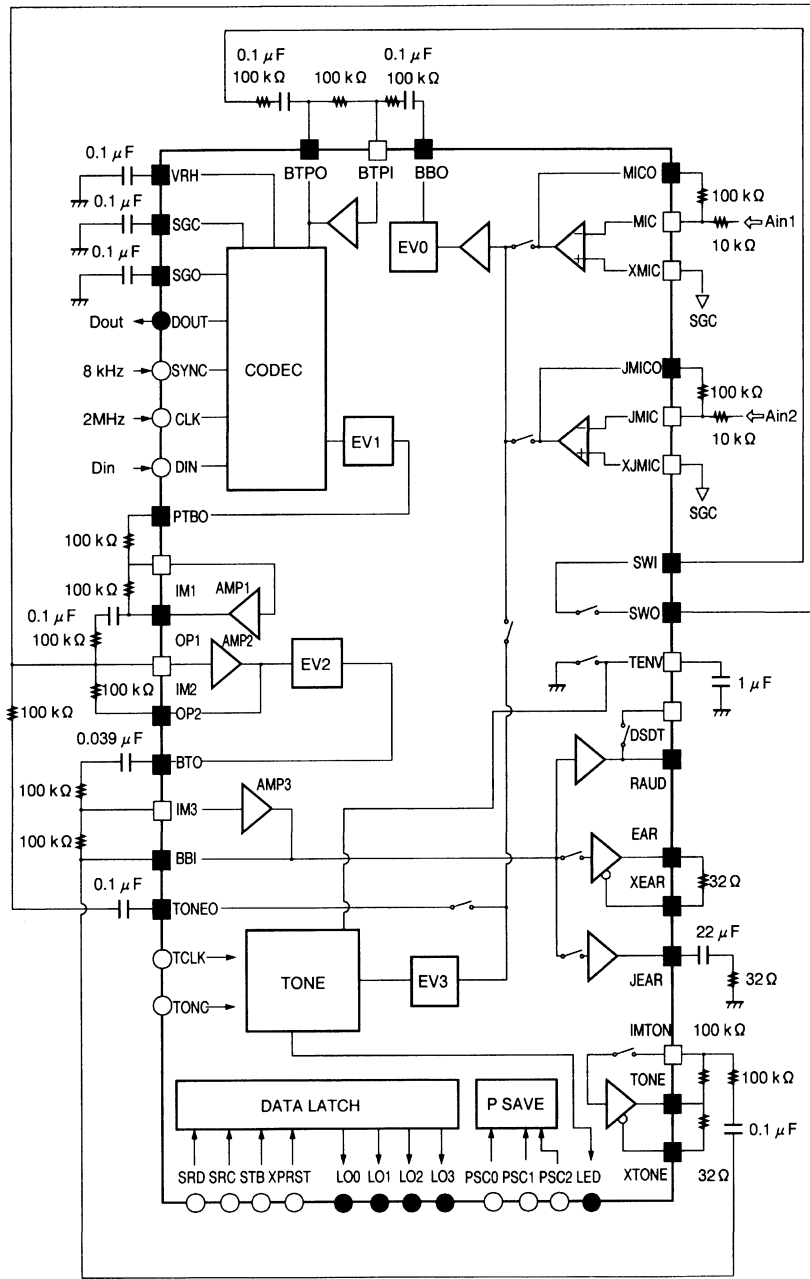 0.1 μF
100 kΩ
100 kΩ
0.1 μF
100 kΩ
0.1 μF
VRH
BTPO
BTPI
BBO
MICO
100 kΩ
0.1 μF
SGC
EV0
MIC
Ain1
10 kΩ
0.1 μF
SGO
XMIC
SGC
Dout
DOUT
8 kHz
SYNC
CODEC
JMICO
100 kΩ
2MHz
CLK
EV1
JMIC
Ain2
10 kΩ
Din
DIN
XJMIC
SGC
PTBO
100 kΩ
SWI
100 kΩ
IM1
AMP1
0.1 μF
SWO
100 kΩ
OP1
AMP2
EV2
TENV
1 μF
100 kΩ
IM2
100 kΩ
OP2
DSDT
0.039 μF
BTO
RAUD
100 kΩ
AMP3
IM3
100 kΩ
EAR
BBI
XEAR
32Ω
0.1 μF
TONEO
22 μF
TCLK
TONE
EV3
JEAR
32Ω
TONC
IMTON
100 kΩ
TONE
100 kΩ
DATA LATCH
P SAVE
0.1 μF
SRD
SRC
STB
XPRST
LO0
LO1
LO2
LO3
PSC0
PSC1
PSC2
LED
XTONE
32Ω